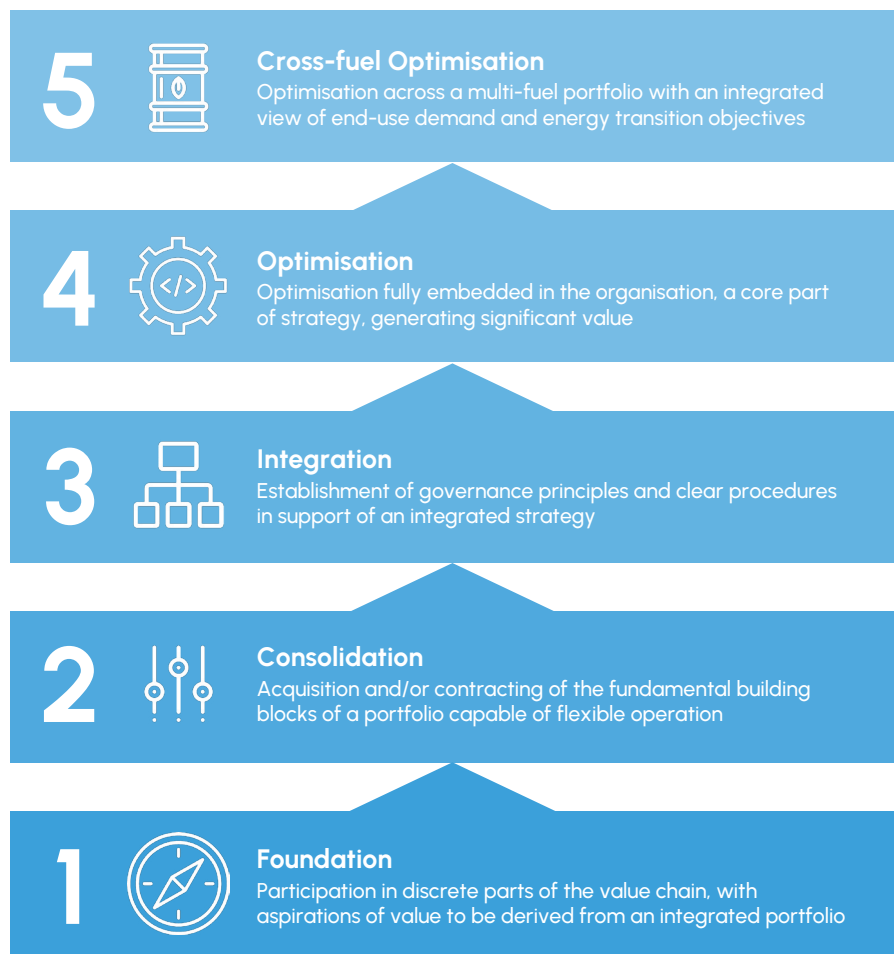 5
Cross-fuel Optimisation
Optimisation across a multi-fuel portfolio with an integrated
view of end-use demand and energy transition objectives
4
</>
Optimisation
Optimisation fully embedded in the organisation, a core part
of strategy, generating significant value
3
Integration
Establishment of governance principles and clear procedures
in support of an integrated strategy
2
Consolidation
Acquisition and/or contracting of the fundamental building
blocks of a portfolio capable of flexible operation
1
Foundation
Participation in discrete parts of the value chain, with
aspirations of value to be derived from an integrated portfolio